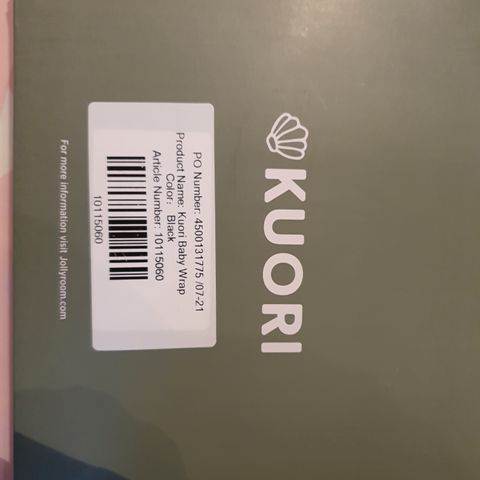 KUORI
PO Number: 4500131775 /07-21
Product Name: Kuori Baby Wrap
Color: Black
Article Number: 10115060
10115060
For more information visit Jollyroom.com